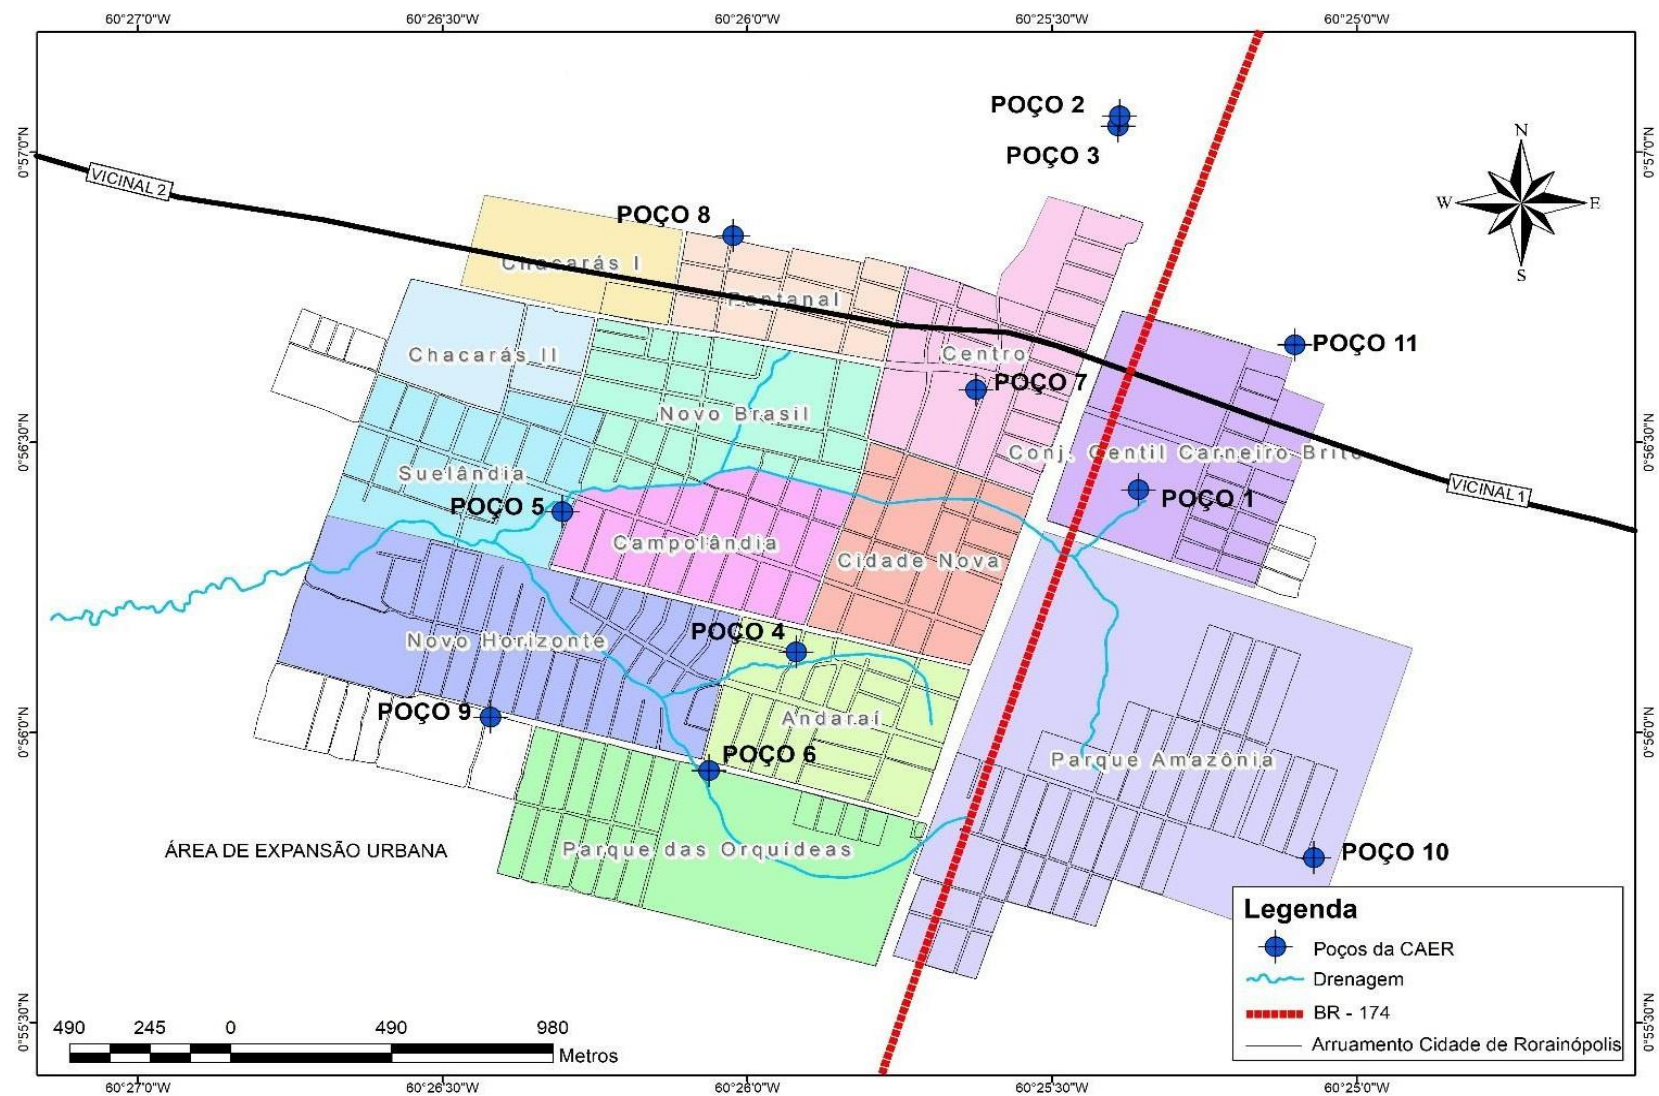 60°27'0"W
60°26'30"W
60°26'0"W
60°25'30"W
60°25'0"W
POÇO 2
POÇO 3
0°57'0"N
0°57'0"N
N
W
E
S
VICINAL 2
POÇO 8
Chacarás I
Pantanal
Chacarás II
Centro
POÇO 11
POÇO 7
Novo Brasil
0°56'30"N
0°56'30"N
Conj. Gentil Carneiro Brito
Suelândia
VICINAL 1
POÇO 5
POÇO 1
Campolândia
Cidade Nova
Novo Horizonte
POÇO 4
POÇO 9
Andaraí
0°56'0"N
0°56'0"N
POÇO 6
Parque Amazônia
ÁREA DE EXPANSÃO URBANA
Parque das Orquídeas
POÇO 10
Legenda
Poços da CAER
Drenagem
BR - 174
Arruamento Cidade de Rorainópolis
0°55'30"N
0°55'30"N
490 245 0 490 980
Metros
60°27'0"W
60°26'30"W
60°26'0"W
60°25'30"W
60°25'0"W